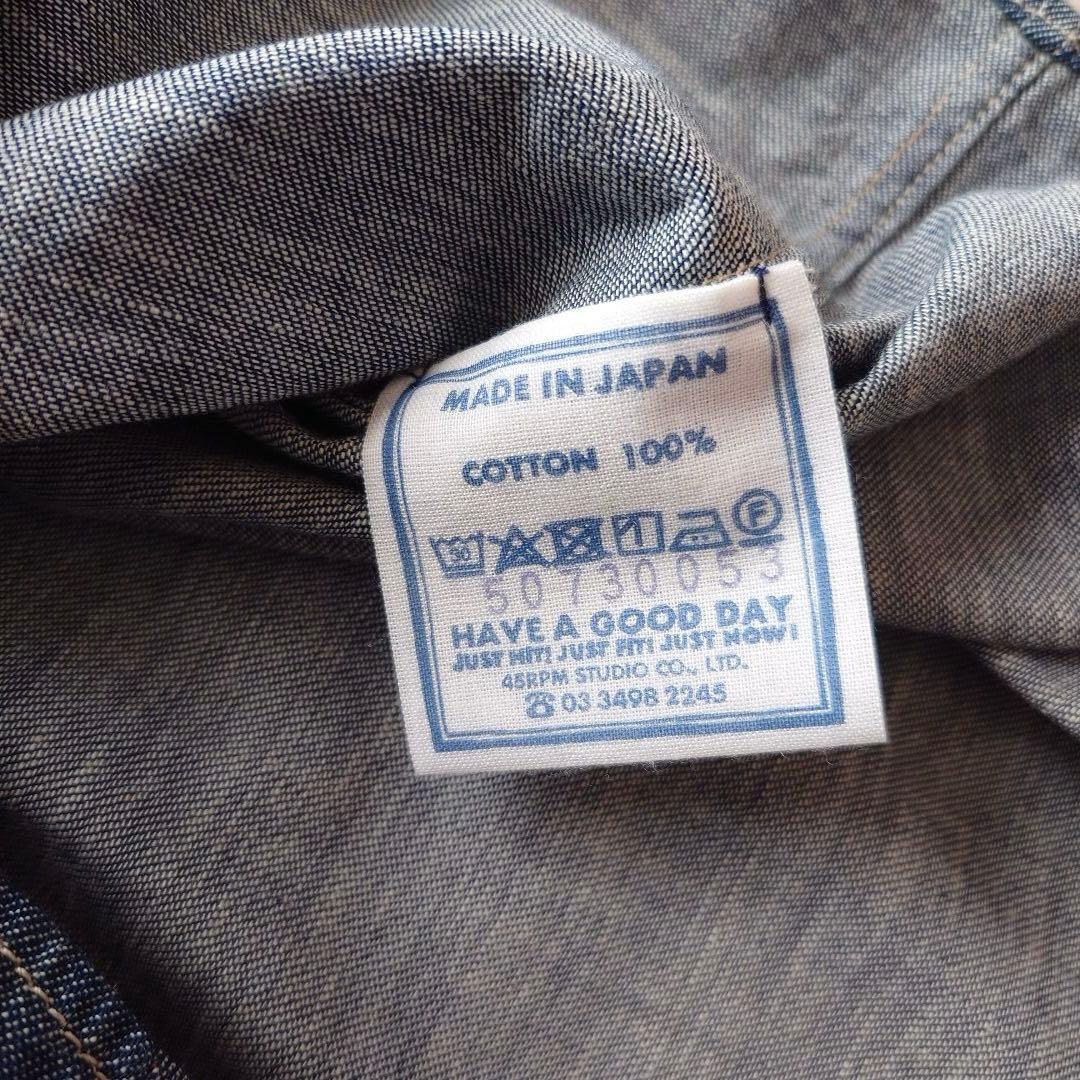 MADE IN JAPAN
COTTON 100%
30 F
50730053
HAVE A GOOD DAY
JUST HIT! JUST FIT! JUST NOW!
45RPM STUDIO CO., LTD.
☎ 03 3498 2245